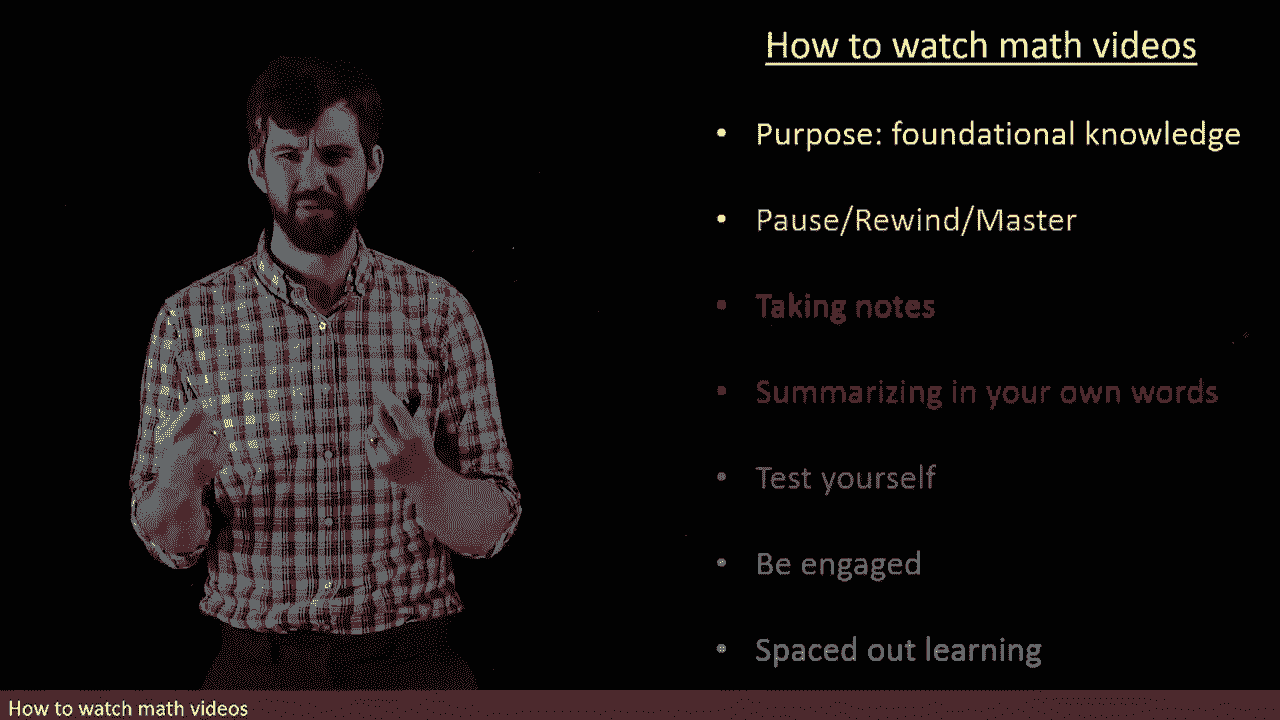 How to watch math videos
• Purpose: foundational knowledge
• Pause/Rewind/Master
• Taking notes
• Summarizing in your own words
• Test yourself
• Be engaged
• Spaced out learning
How to watch math videos